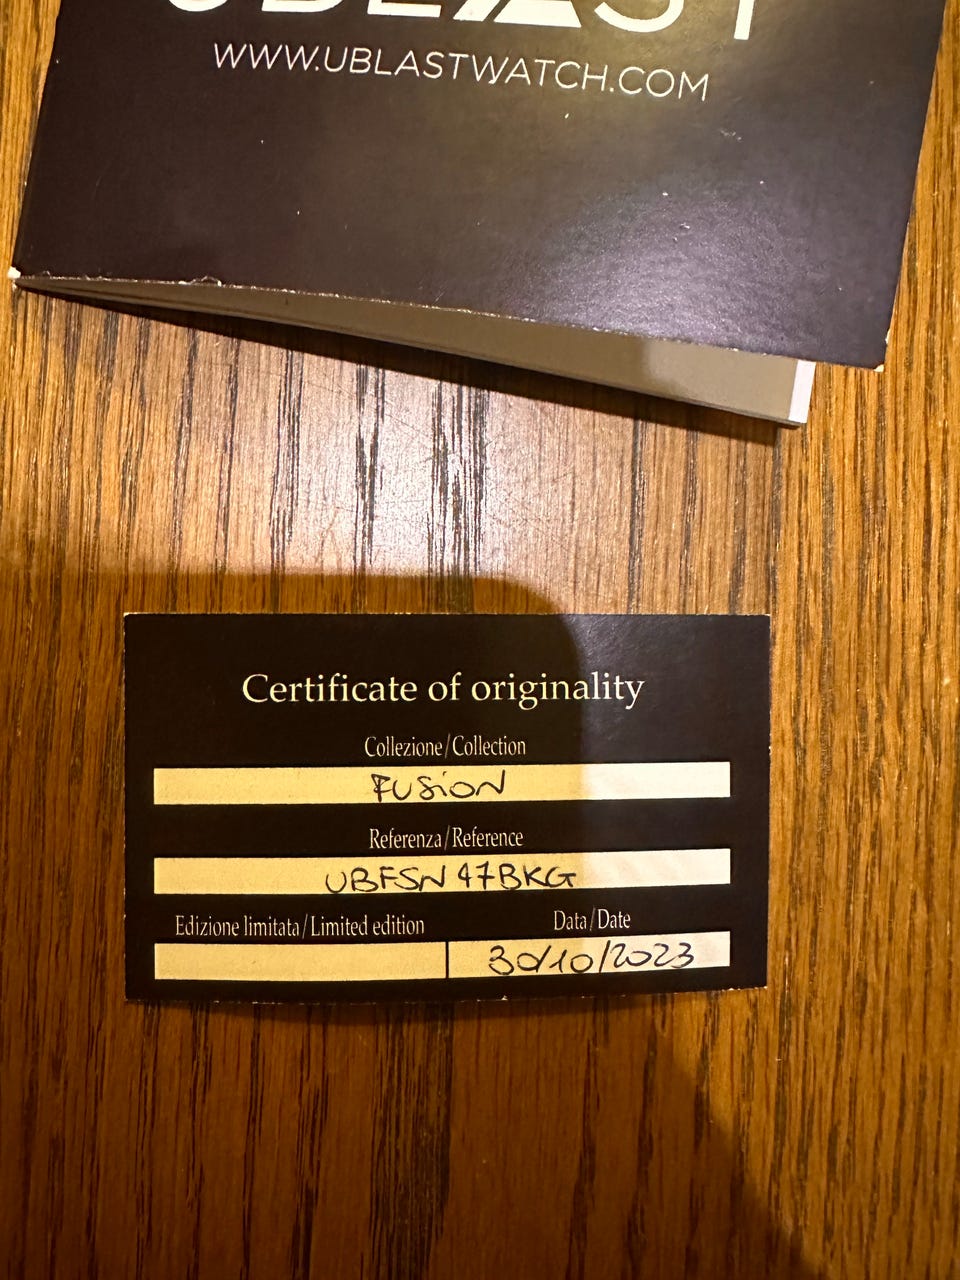 UBLAST
WWW.UBLASTWATCH.COM
Certificate of originality
Collezione/Collection
FUSiON
Referenza/Reference
UBFSN47BKG
Edizione limitata/Limited edition
Data/Date
30/10/2023